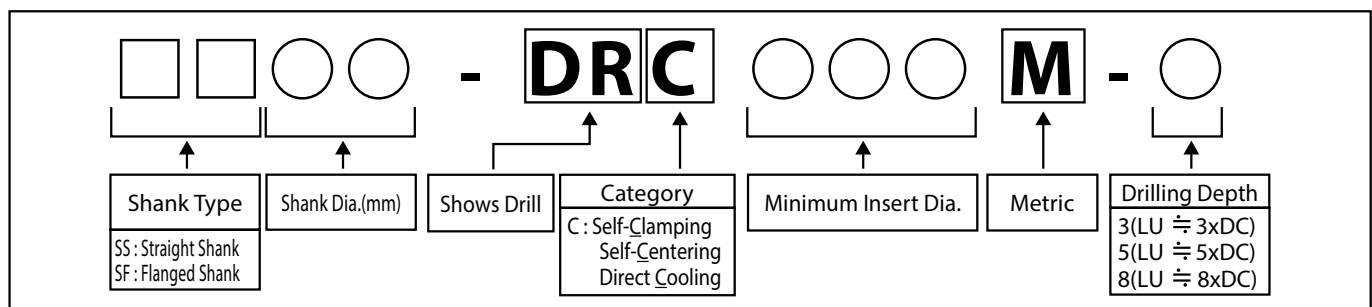 - DRC M -
Shank Type
SS : Straight Shank
SF : Flanged Shank
Shank Dia.(mm)
Shows Drill
Category
C : Self-Clamping
Self-Centering
Direct Cooling
Minimum Insert Dia.
Metric
Drilling Depth
3(LU ≒ 3xDC)
5(LU ≒ 5xDC)
8(LU ≒ 8xDC)